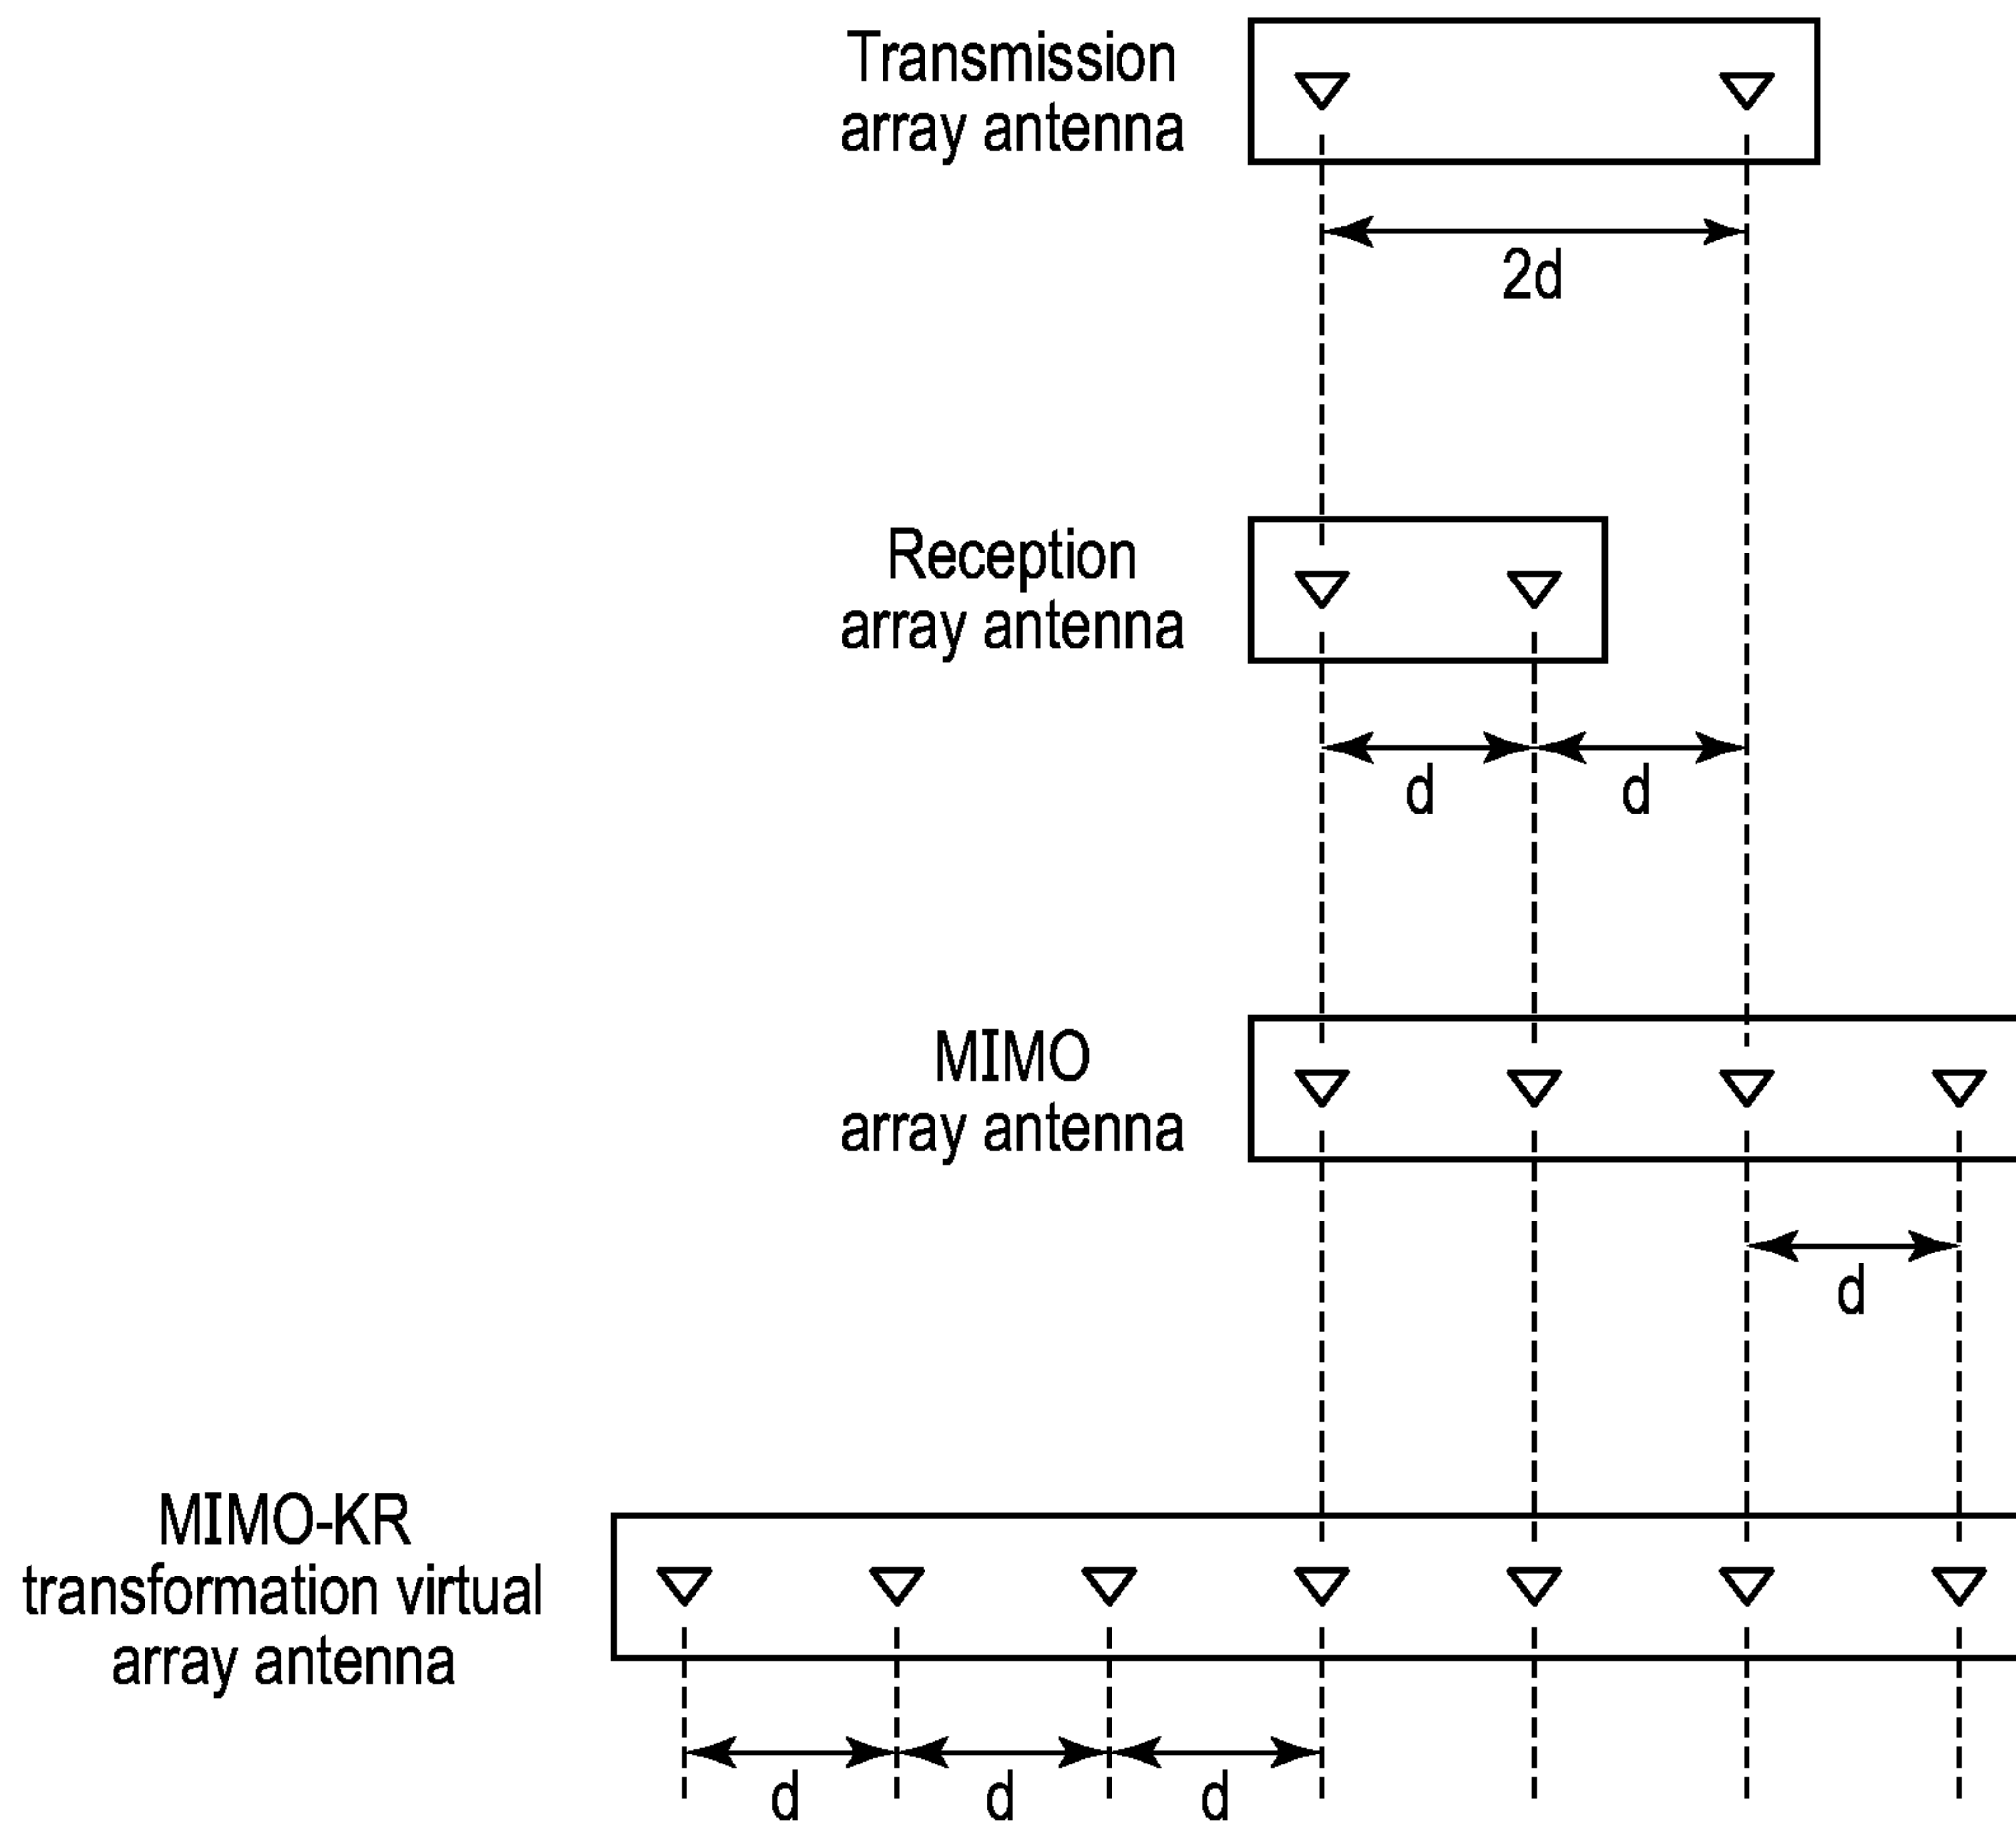 Transmission
array antenna
2d
Reception
array antenna
d d
MIMO
array antenna
d
MIMO-KR
transformation virtual
array antenna
d d d